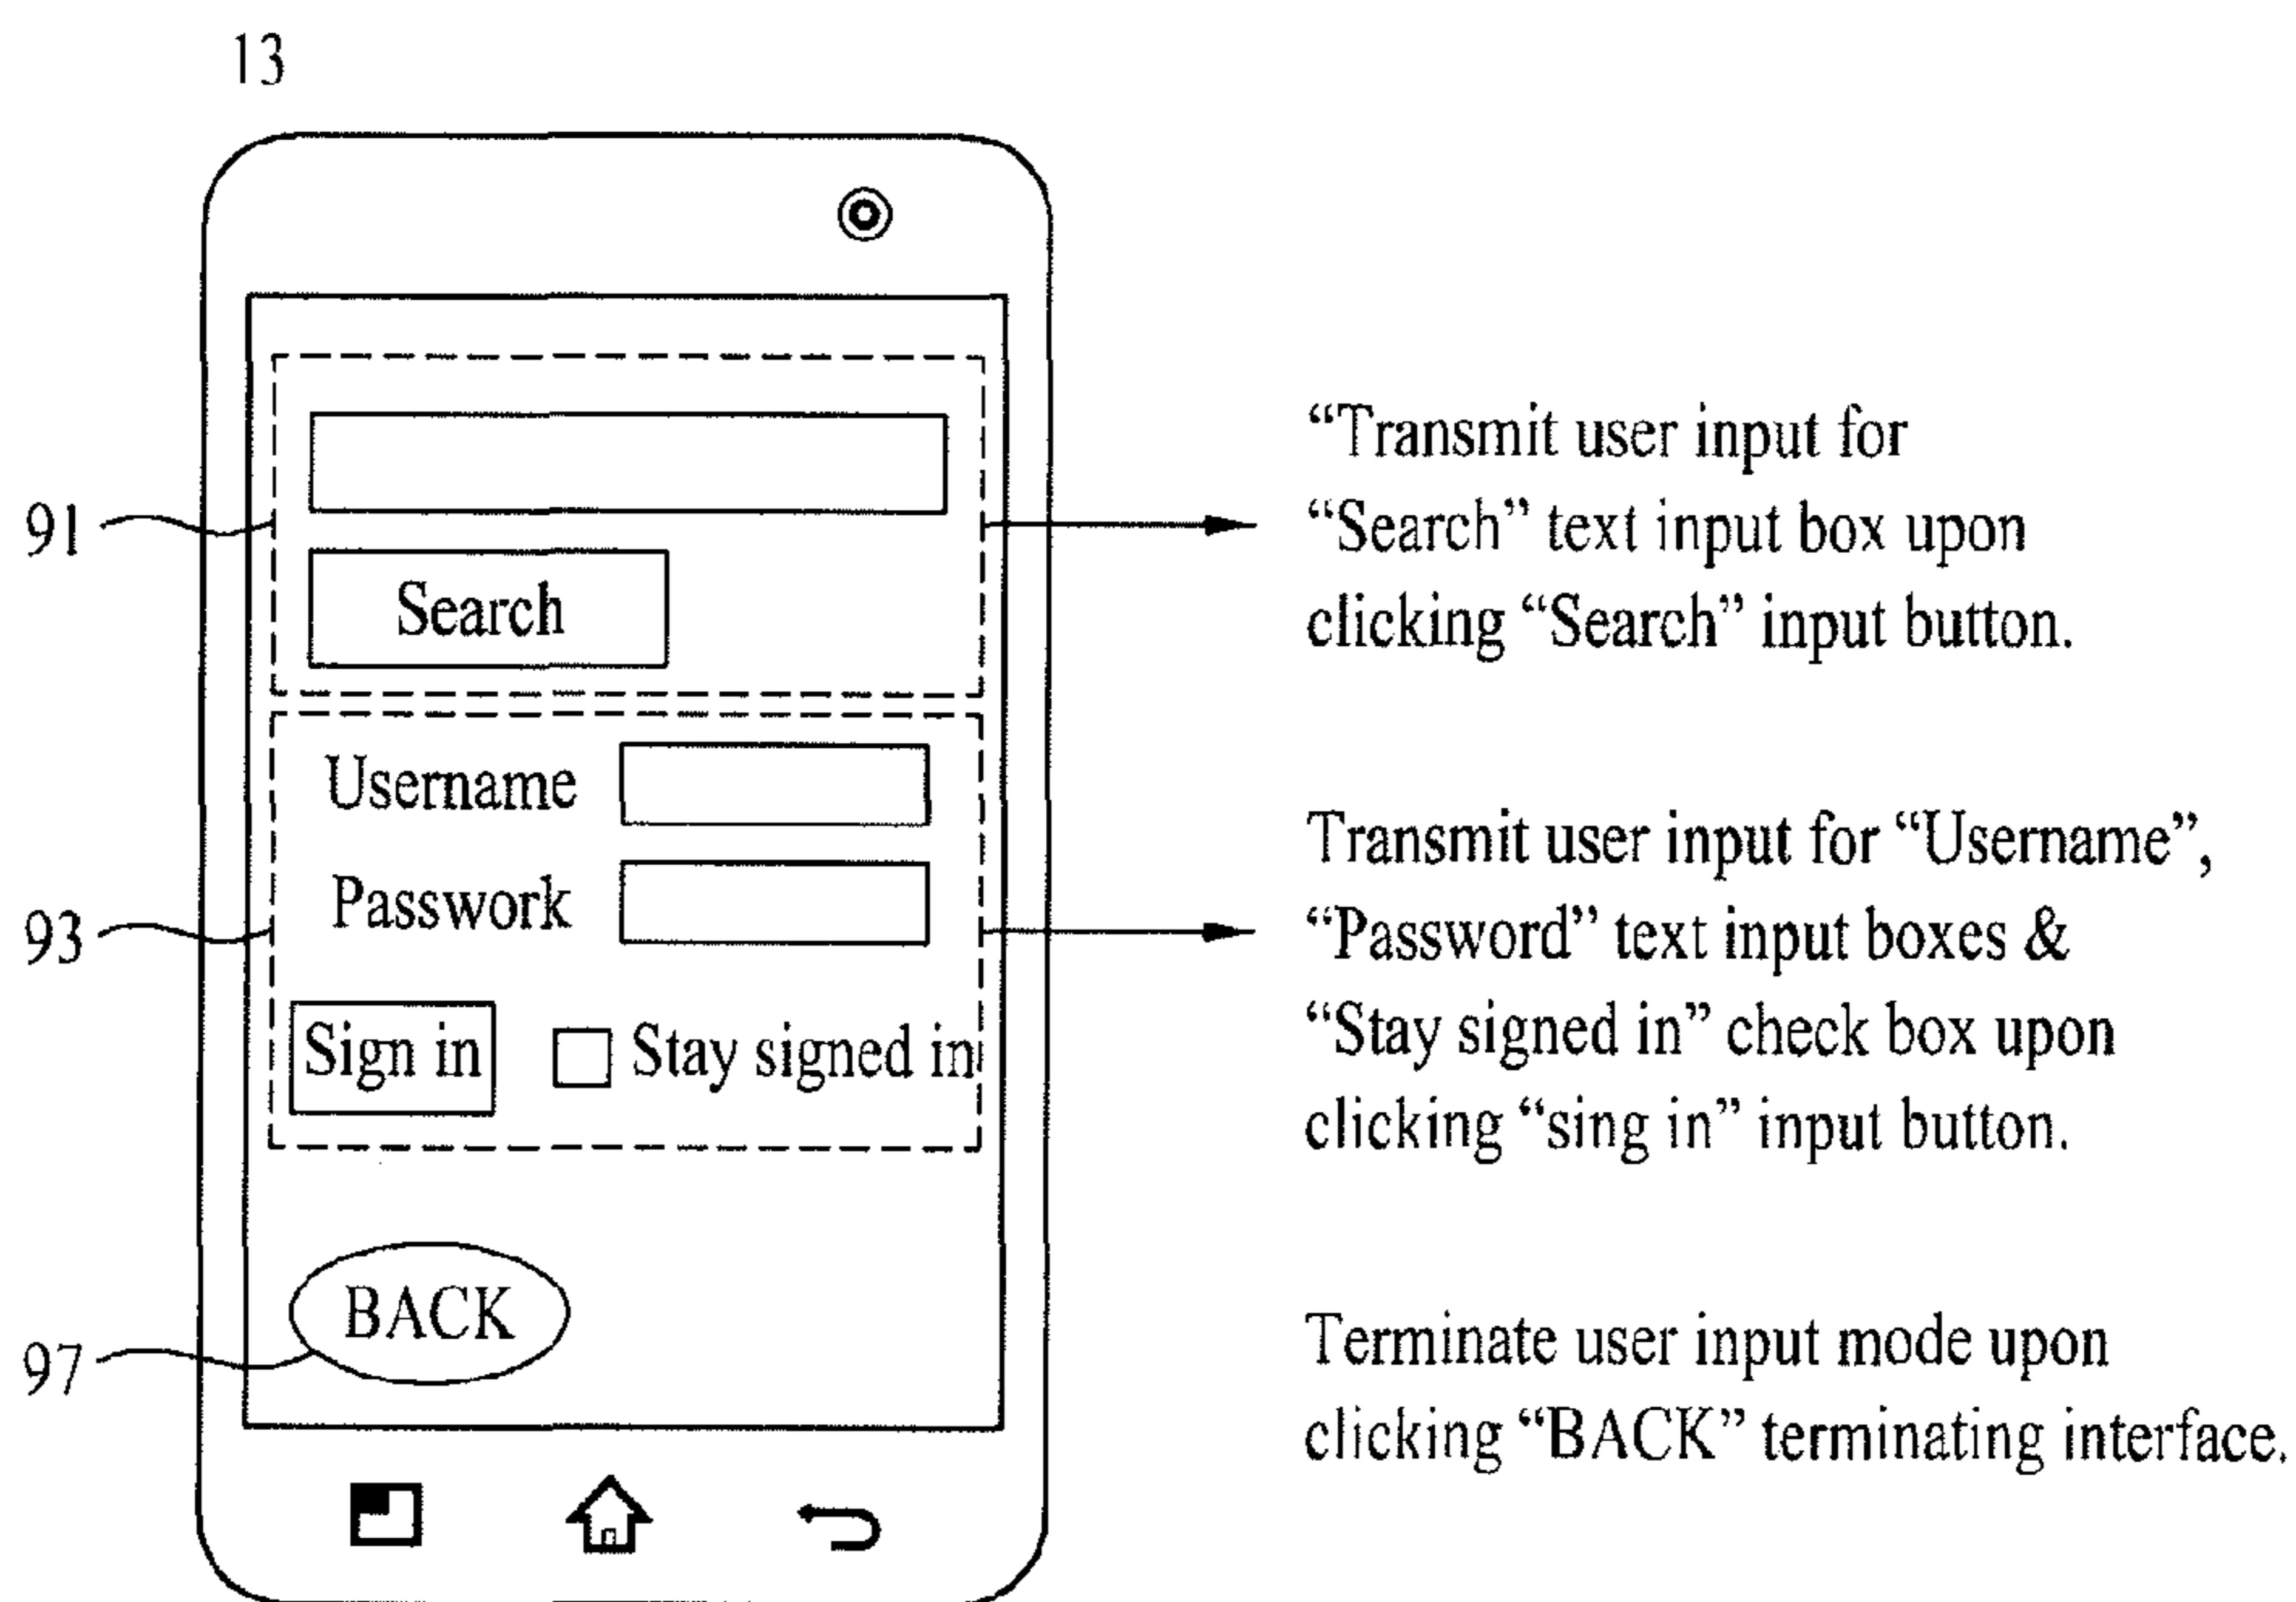 13
91
Search
"Transmit user input for
"Search" text input box upon
clicking "Search" input button.
93
Username
Passwork
Sign in
Stay signed in
Transmit user input for "Username",
"Password" text input boxes &
"Stay signed in" check box upon
clicking "sing in" input button.
97
BACK
Terminate user input mode upon
clicking "BACK" terminating interface.